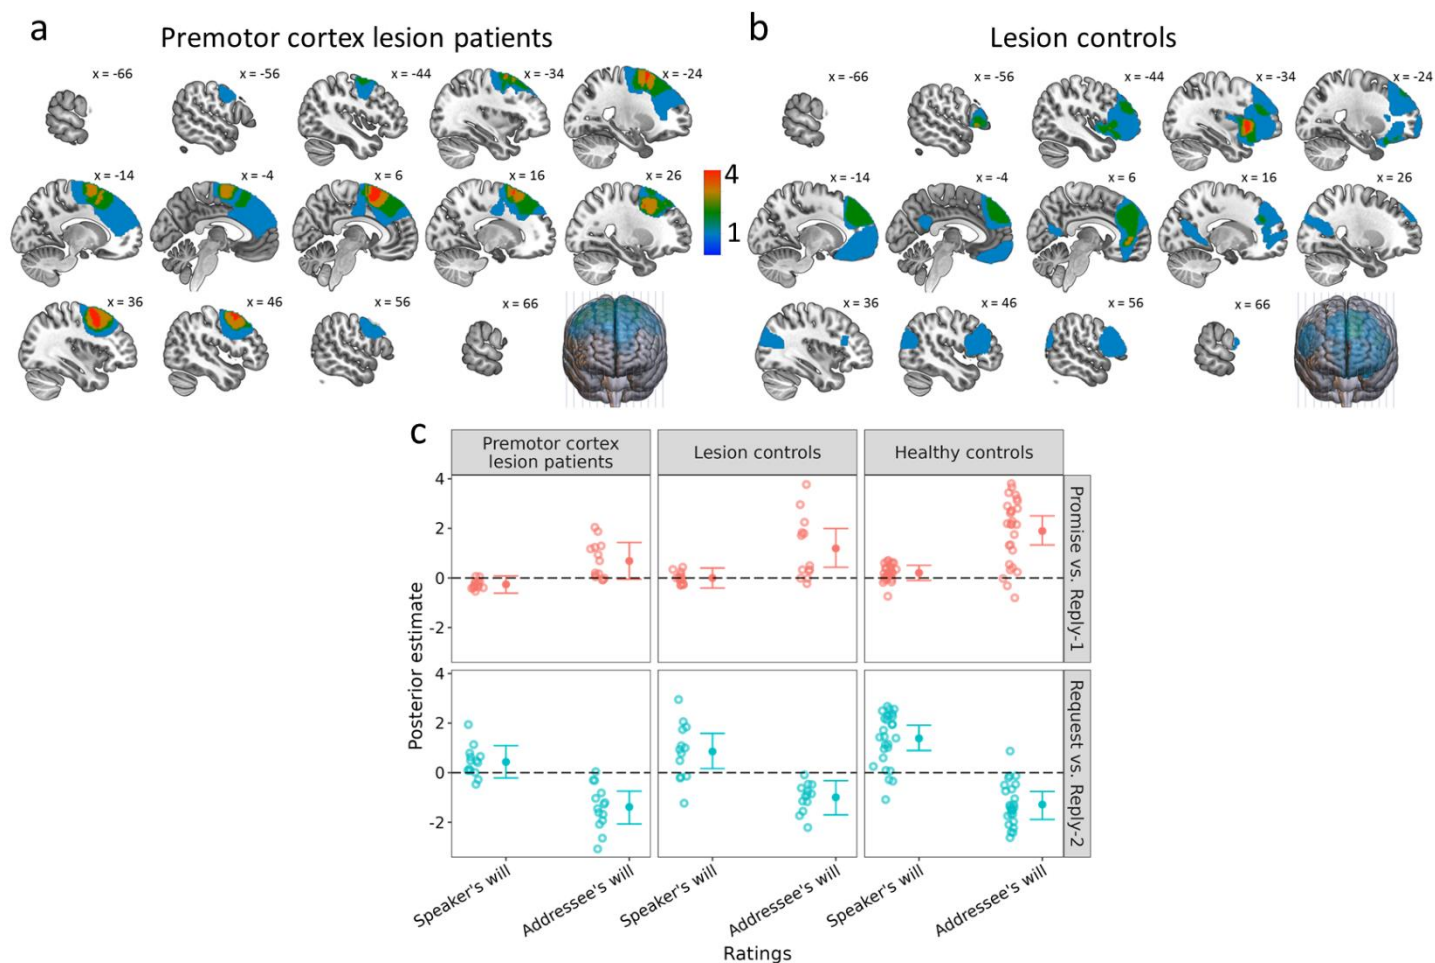 a
Premotor cortex lesion patients
x = -66
x = -56
x = -44
x = -34
x = -24
x = -14
x = -4
x = 6
x = 16
x = 26
4
1
x = 36
x = 46
x = 56
x = 66
b
Lesion controls
x = -66
x = -56
x = -44
x = -34
x = -24
x = -14
x = -4
x = 6
x = 16
x = 26
x = 36
x = 46
x = 56
x = 66
c
Premotor cortex
lesion patients
Lesion controls
Healthy controls
Posterior estimate
4
2
0
-2
Promise vs. Reply-1
4
2
0
-2
Request vs. Reply-2
Speaker's will
Addressee's will
Speaker's will
Addressee's will
Speaker's will
Addressee's will
Ratings